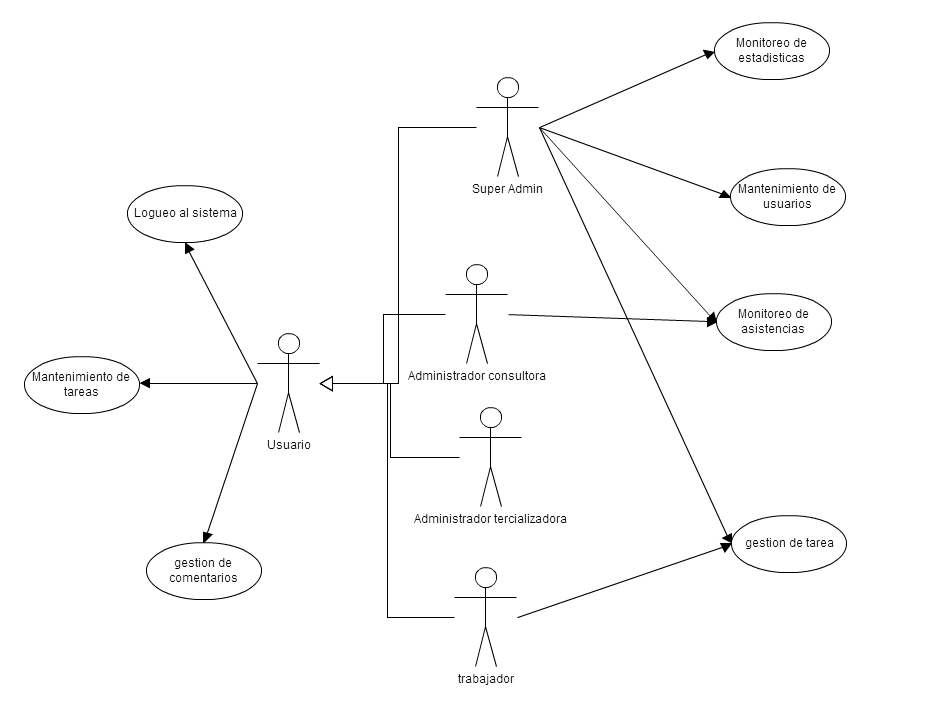 Monitoreo de
estadisticas
Super Admin
Mantenimiento de
usuarios
Logueo al sistema
Monitoreo de
asistencias
Administrador consultora
Mantenimiento de
tareas
Usuario
Administrador tercializadora
gestion de tarea
gestion de
comentarios
trabajador